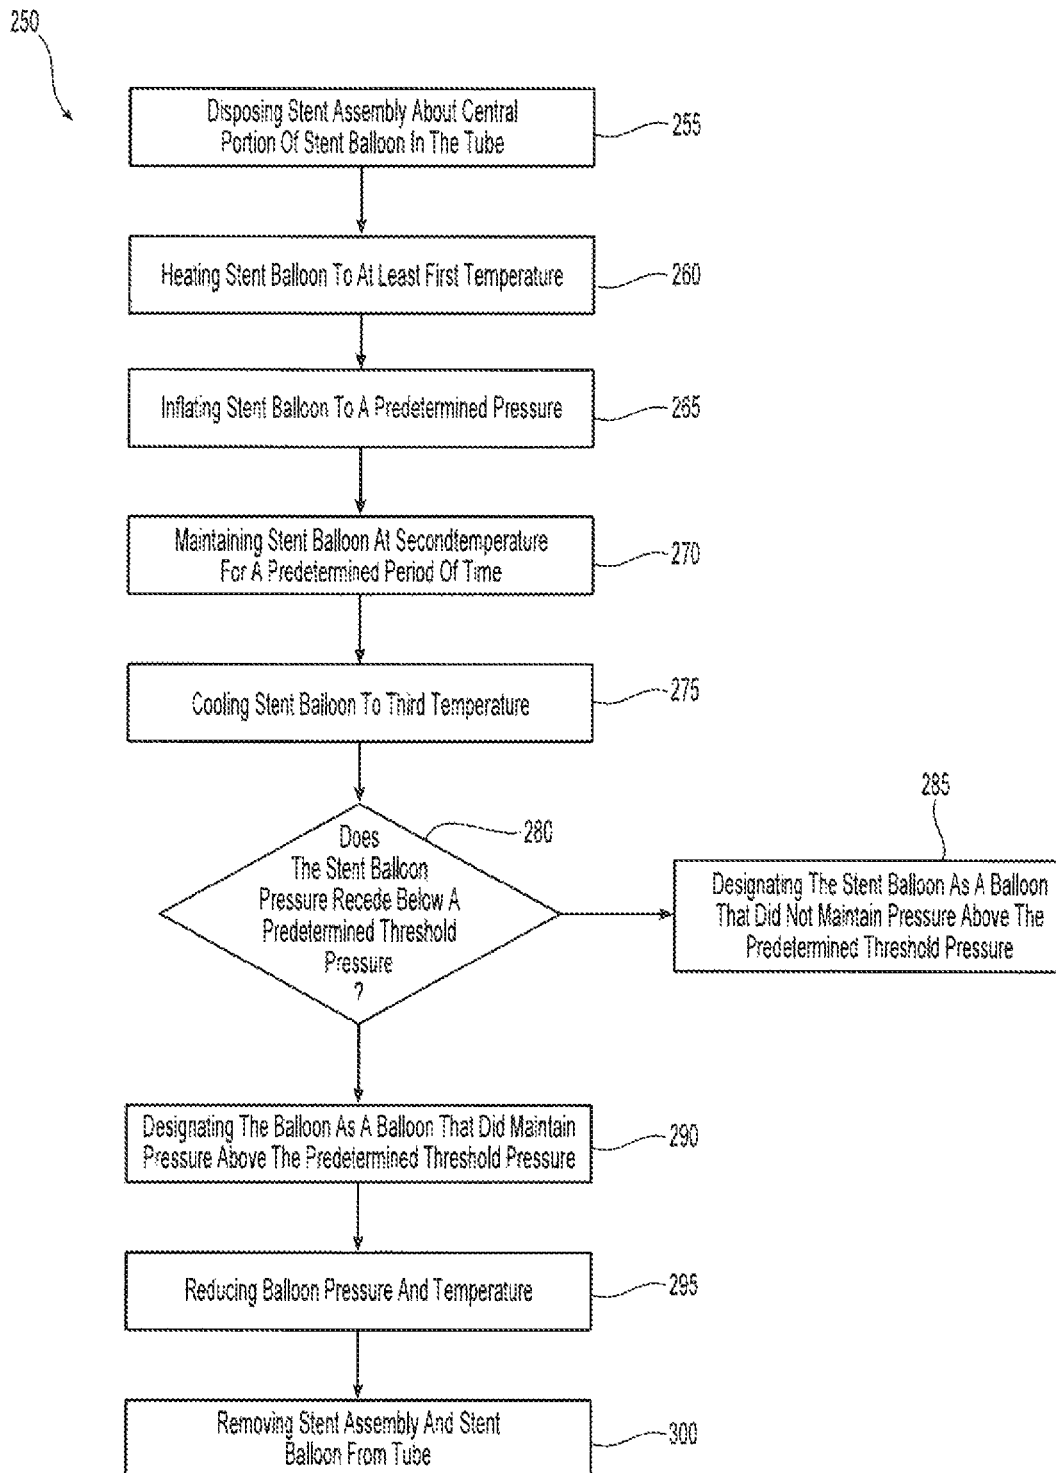 250
Disposing Stent Assembly About Central
Portion Of Stent Balloon In The Tube
255
Heating Stent Balloon To At Least First Temperature
260
Inflating Stent Balloon To A Predetermined Pressure
265
Maintaining Stent Balloon At Secondtemperature
For A Predetermined Period Of Time
270
Cooling Stent Balloon To Third Temperature
275
Does
The Stent Balloon
Pressure Recede Below A
Predetermined Threshold
Pressure
?
280
285
Designating The Stent Balloon As A Balloon
That Did Not Maintain Pressure Above The
Predetermined Threshold Pressure
Designating The Balloon As A Balloon That Did Maintain
Pressure Above The Predetermined Threshold Pressure
290
Reducing Balloon Pressure And Temperature
295
Removing Stent Assembly And Stent
Balloon From Tube
300